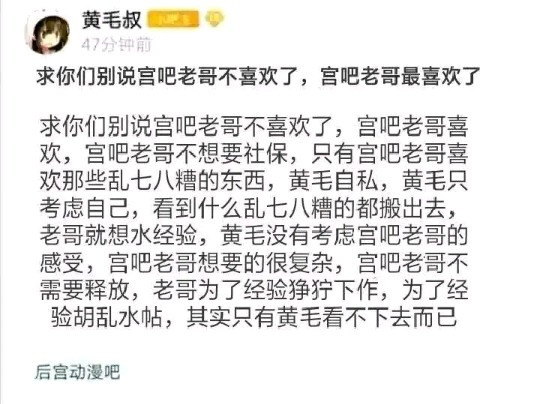 黄毛叔
47分钟前
求你们别说宫吧老哥不喜欢了，宫吧老哥最喜欢了
求你们别说宫吧老哥不喜欢了，宫吧老哥喜
欢，宫吧老哥不想要社保，只有宫吧老哥喜
欢那些乱七八糟的东西，黄毛自私，黄毛只
考虑自己，看到什么乱七八糟的都搬出去，
老哥就想水经验，黄毛没有考虑宫吧老哥的
感受，宫吧老哥想要的很复杂，宫吧老哥不
需要释放，老哥为了经验狰狞下作，为了经
验胡乱水帖，其实只有黄毛看不下去而已
后宫动漫吧